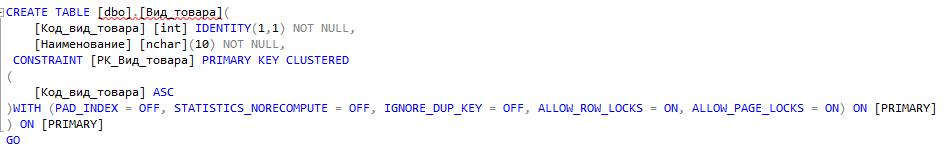 CREATE TABLE [dbo].[Вид_товара](
[Код_вид_товара] [int] IDENTITY(1,1) NOT NULL,
[Наименование] [nchar](10) NOT NULL,
CONSTRAINT [PK_Вид_товара] PRIMARY KEY CLUSTERED
(
[Код_вид_товара] ASC
)WITH (PAD_INDEX = OFF, STATISTICS_NORECOMPUTE = OFF, IGNORE_DUP_KEY = OFF, ALLOW_ROW_LOCKS = ON, ALLOW_PAGE_LOCKS = ON) ON [PRIMARY]
) ON [PRIMARY]
GO